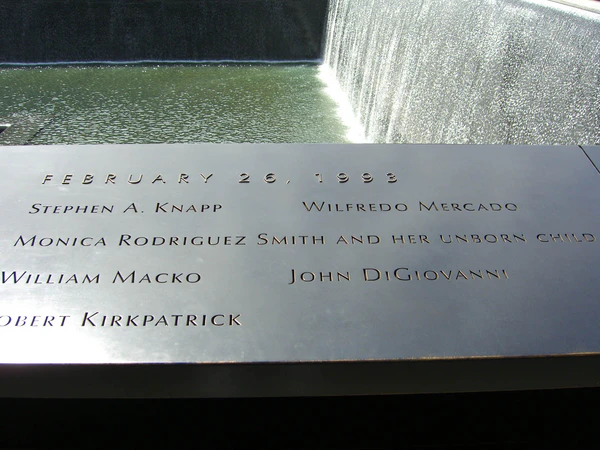 FEBRUARY 26, 1993
STEPHEN A. KNAPP WILFREDO MERCADO
MONICA RODRIGUEZ SMITH AND HER UNBORN CHILD
WILLIAM MACKO JOHN DIGIOVANNI
OBERT KIRKPATRICK